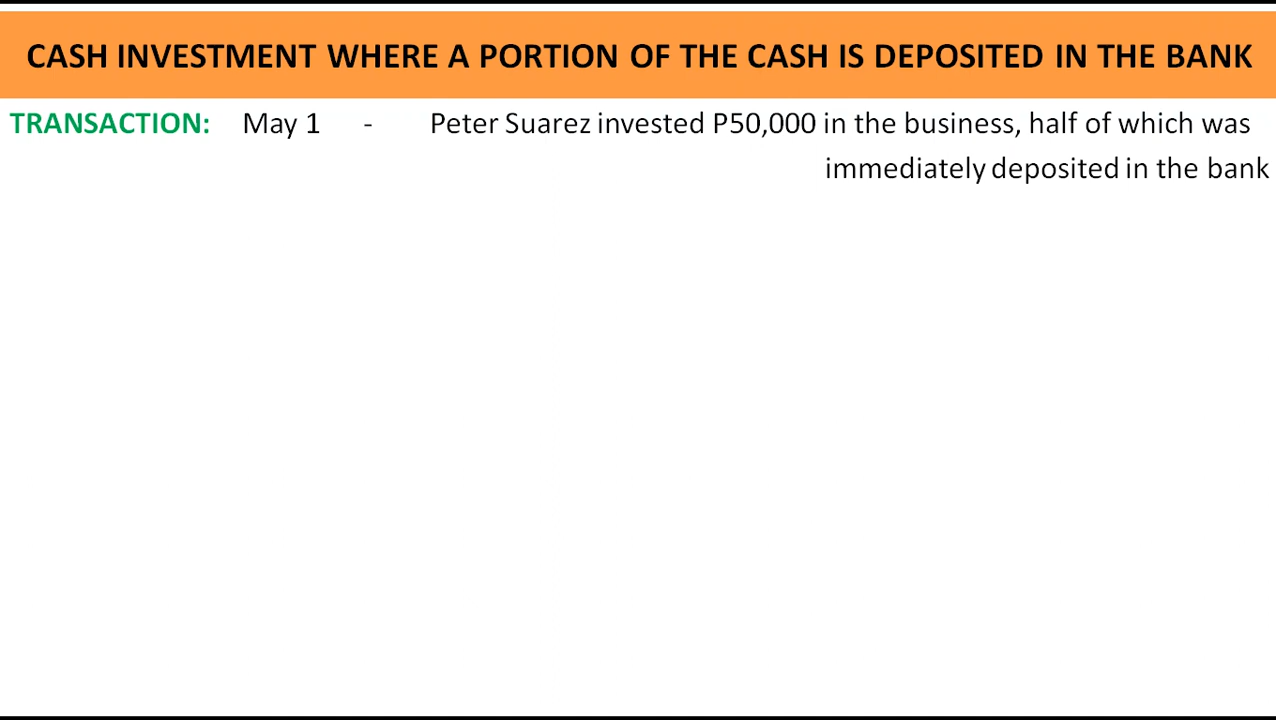 CASH INVESTMENT WHERE A PORTION OF THE CASH IS DEPOSITED IN THE BANK
TRANSACTION: May 1 - Peter Suarez invested P50,000 in the business, half of which was
immediately deposited in the bank